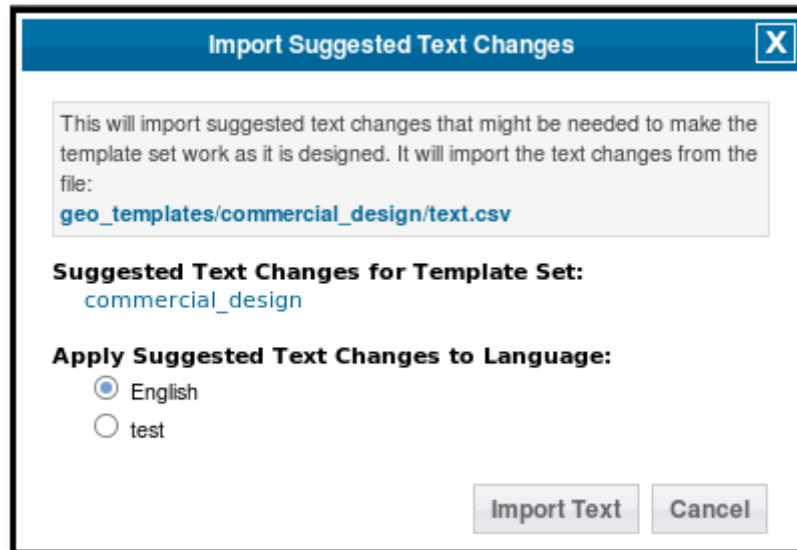 Import Suggested Text Changes X
This will import suggested text changes that might be needed to make the
template set work as it is designed. It will import the text changes from the
file:
geo_templates/commercial_design/text.csv
Suggested Text Changes for Template Set:
commercial_design
Apply Suggested Text Changes to Language:
English
test
Import Text Cancel